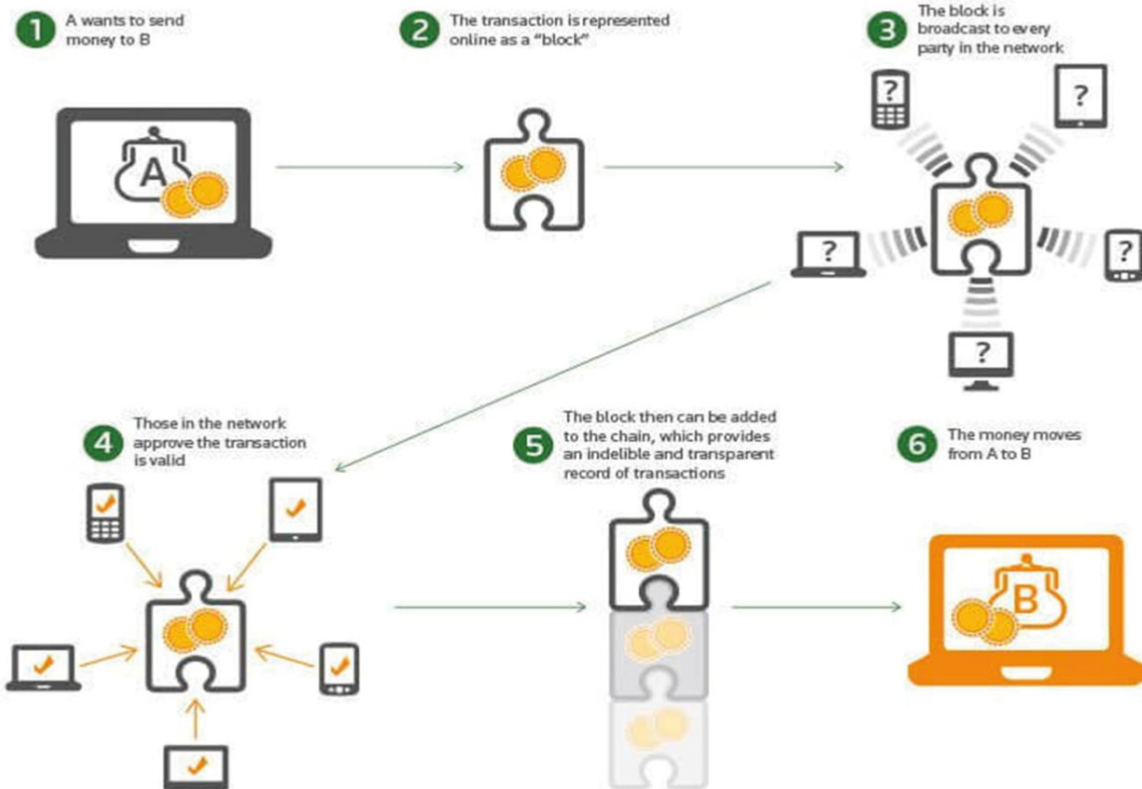 1
A wants to send
money to B
2
The transaction is represented
online as a “block”
3
The block is
broadcast to every
party in the network
?
?
A
?
?
?
4
Those in the network
approve the transaction
is valid
5
The block then can be added
to the chain, which provides
an indelible and transparent
record of transactions
6
The money moves
from A to B
B